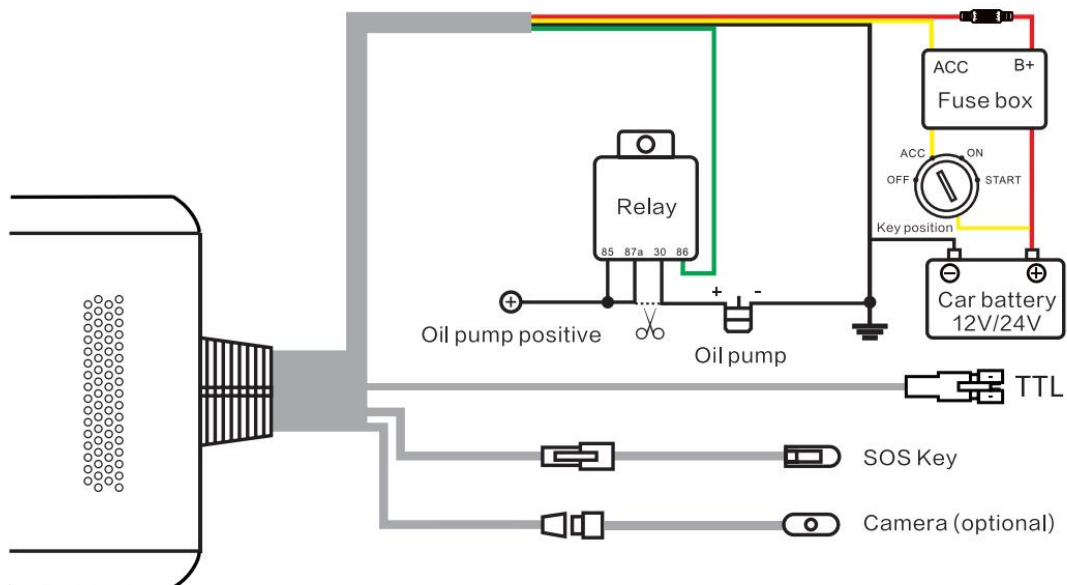 ACC B+
Fuse box
ACC ON
OFF START
Key position
Relay
85 87a 30 86
+ -
Oil pump positive
Oil pump
Car battery
12V/24V
TTL
SOS Key
Camera (optional)